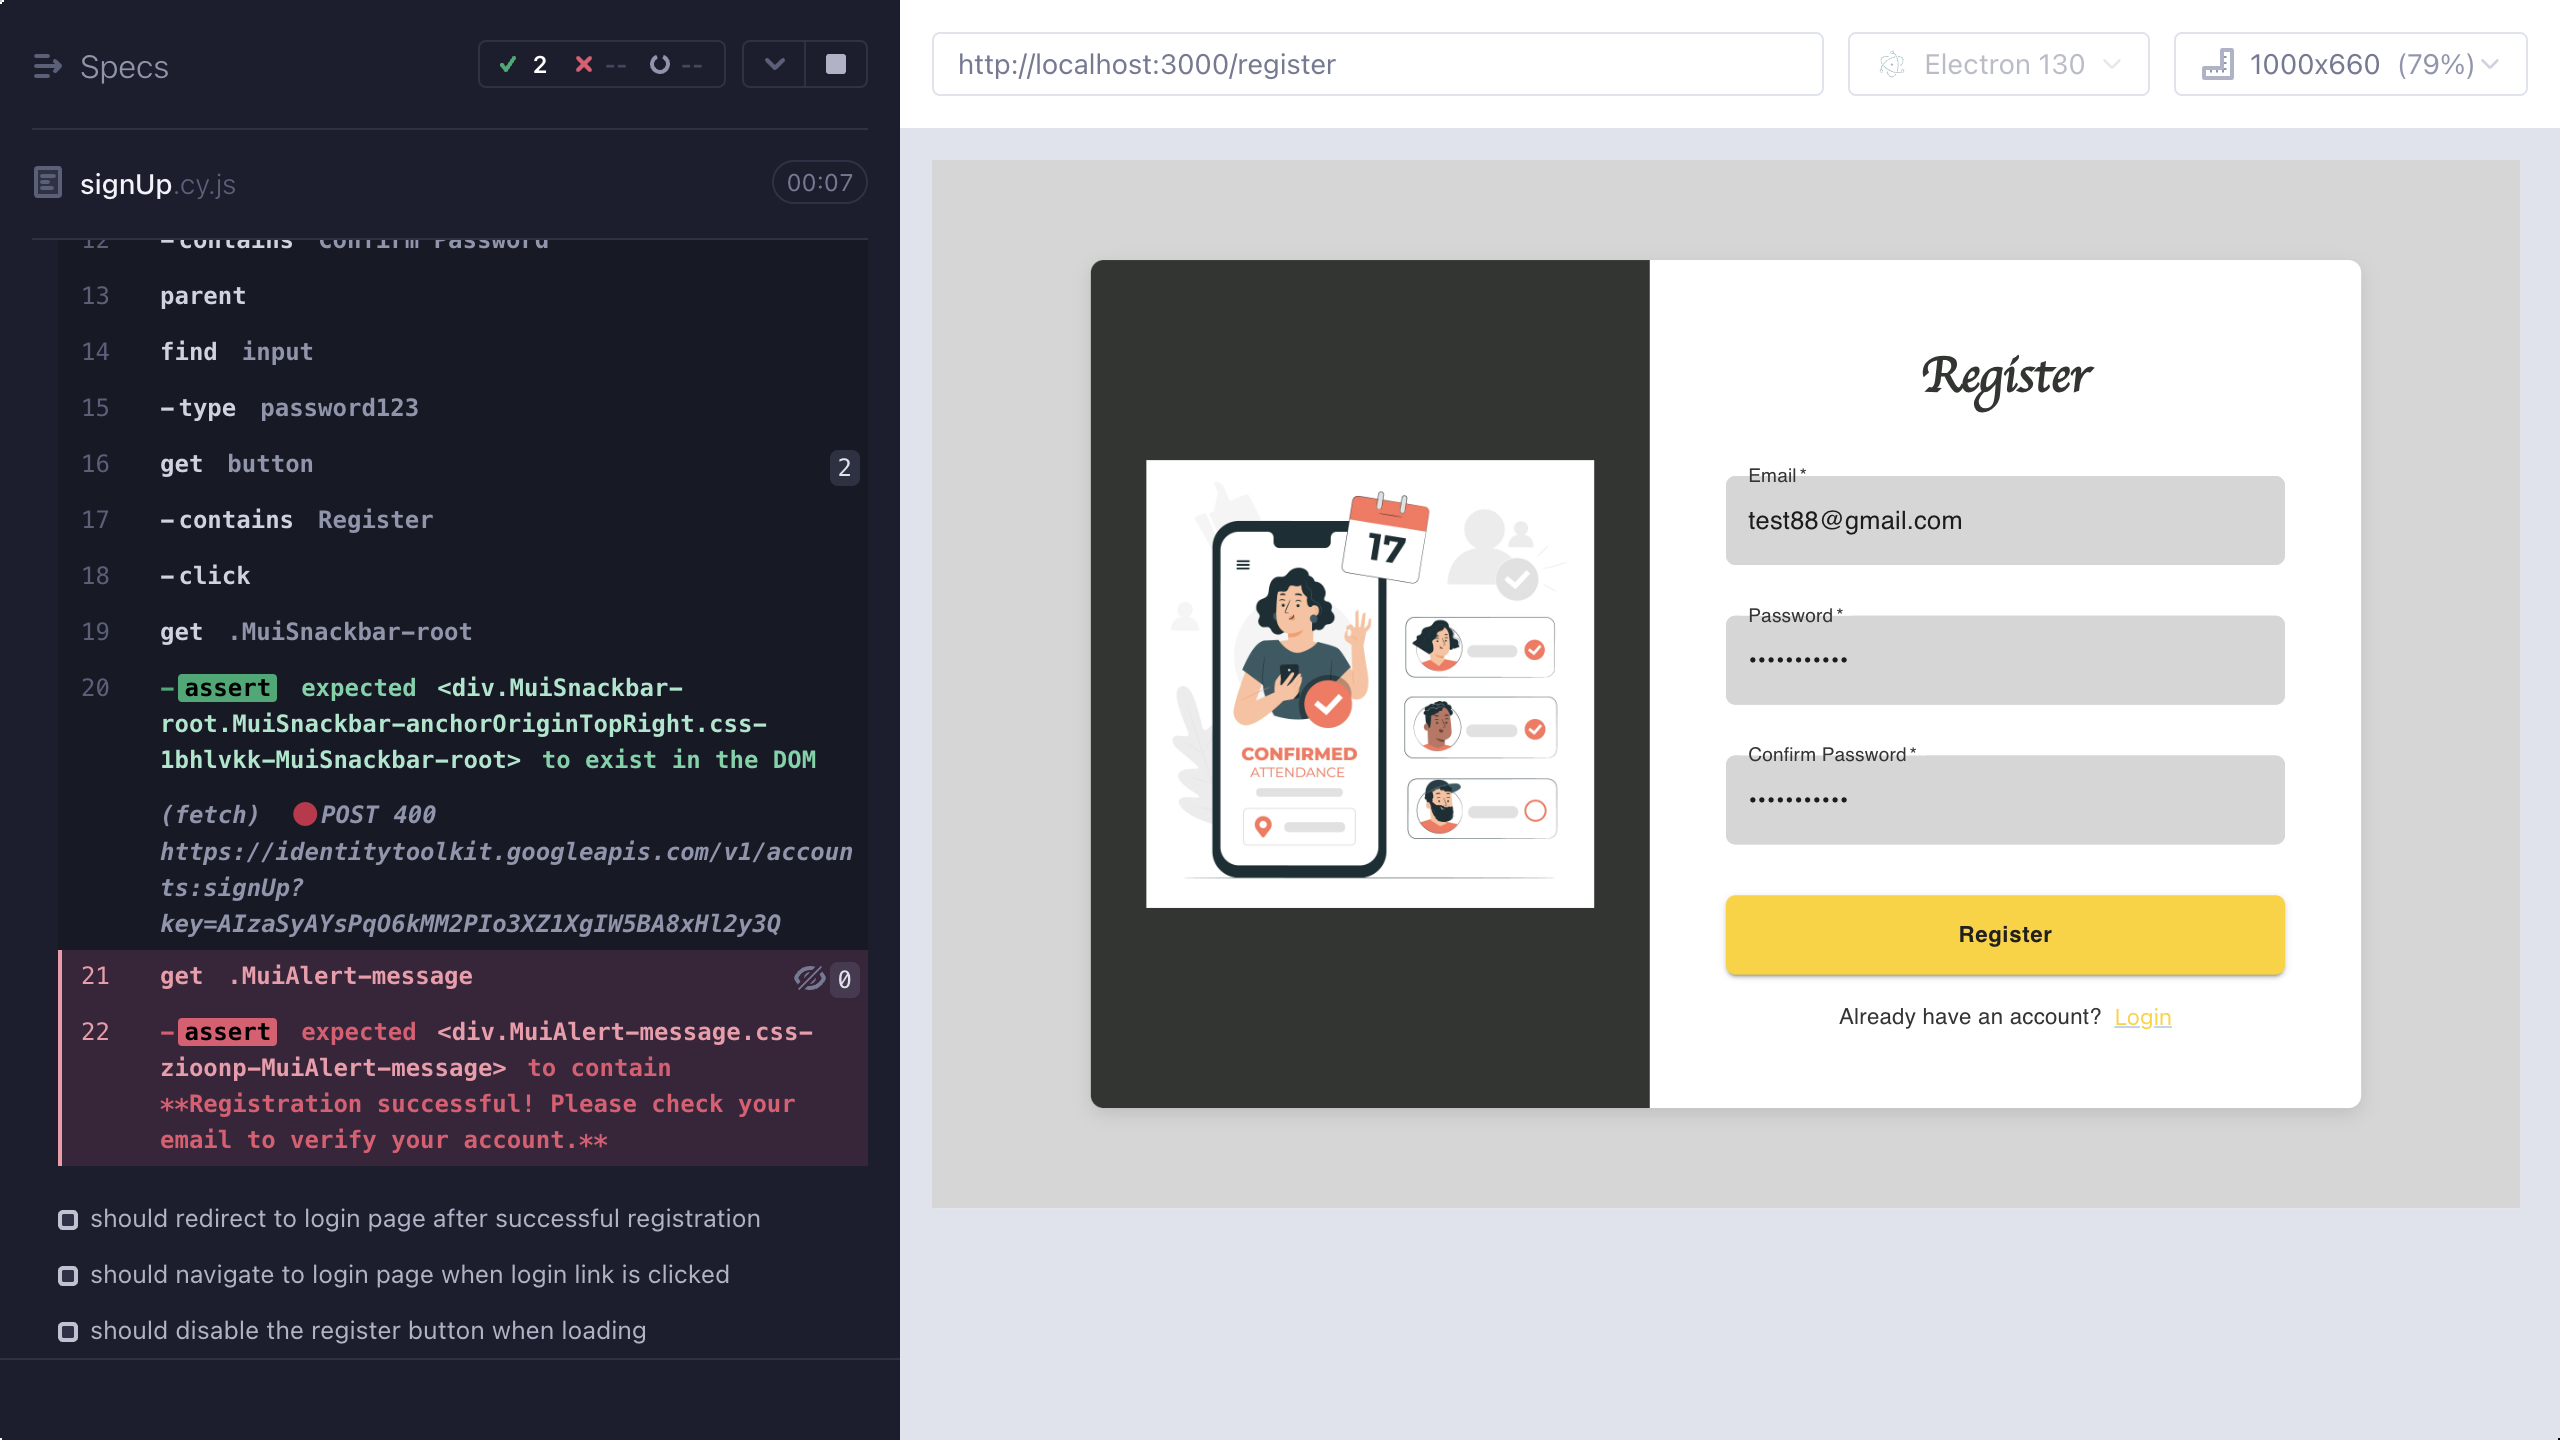 Specs
2
--
--
signUp.cy.js
00:07
12 -contains Confirm Password
13 parent
14 find input
15 -type password123
16 get button 2
17 -contains Register
18 -click
19 get .MuiSnackbar-root
20 -assert expected <div.MuiSnackbar-
root.MuiSnackbar-anchorOriginTopRight.css-
1bhlvkk-MuiSnackbar-root> to exist in the DOM
(fetch) POST 400
https://identitytoolkit.googleapis.com/v1/accoun
ts:signUp?
key=AIzaSyAYsPqO6kMM2PIo3XZ1XgIW5BA8xHl2y3Q
21 get .MuiAlert-message 0
22 -assert expected <div.MuiAlert-message.css-
zioonp-MuiAlert-message> to contain
**Registration successful! Please check your
email to verify your account.**
should redirect to login page after successful registration
should navigate to login page when login link is clicked
should disable the register button when loading
http://localhost:3000/register
Electron 130
1000x660 (79%)
17
CONFIRMED
ATTENDANCE
Register
Email *
test88@gmail.com
Password *
•••••••••••
Confirm Password *
•••••••••••
Register
Already have an account? Login